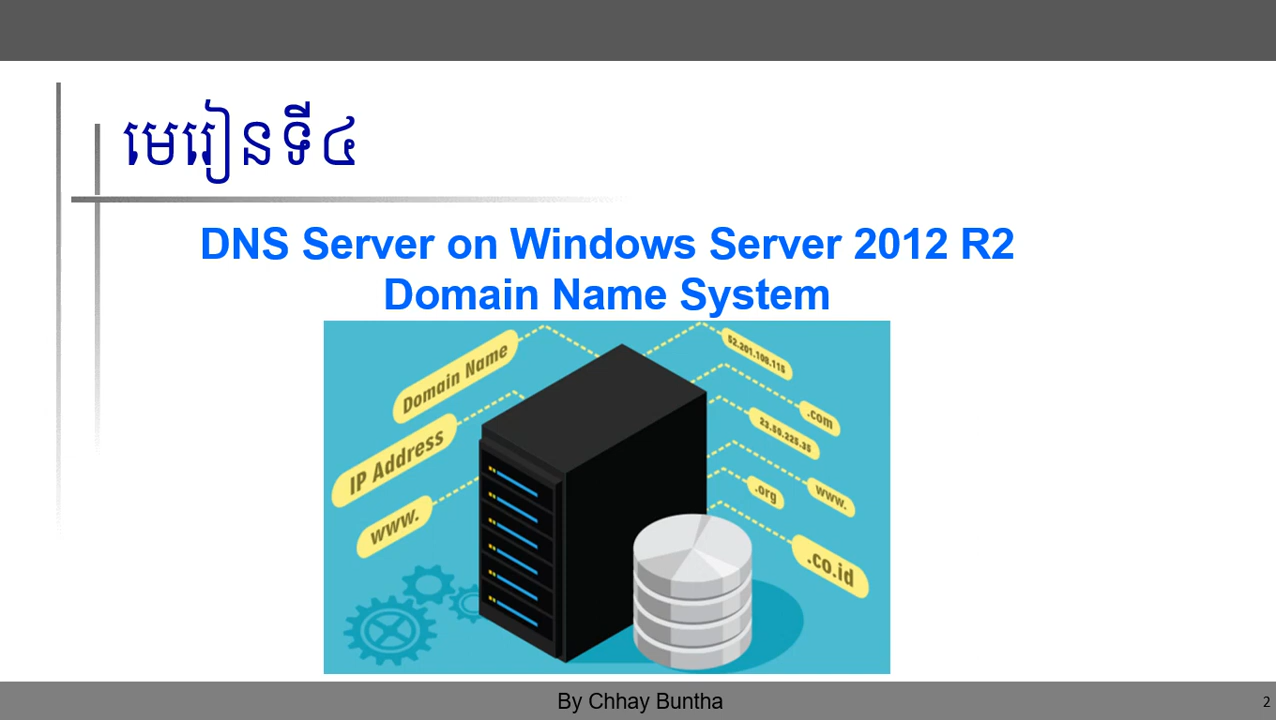 មេរៀនទី៤
DNS Server on Windows Server 2012 R2
Domain Name System
Domain Name
IP Address
www.
52.201.108.115
.com
23.50.225.35
www.
.org
.co.id
By Chhay Buntha
2